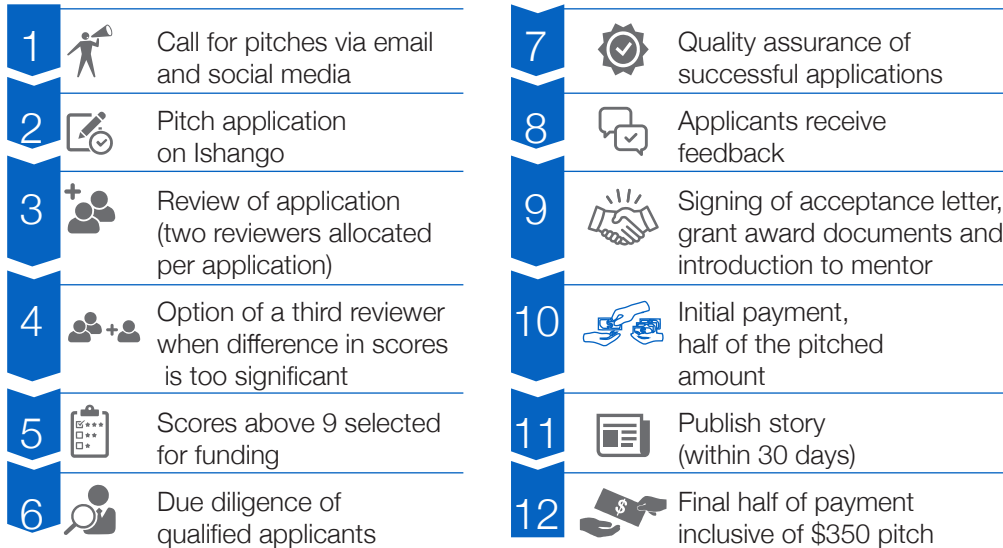 1
Call for pitches via email
and social media
2
Pitch application
on Ishango
3
Review of application
(two reviewers allocated
per application)
4
Option of a third reviewer
when difference in scores
is too significant
5
Scores above 9 selected
for funding
6
Due diligence of
qualified applicants
7
Quality assurance of
successful applications
8
Applicants receive
feedback
9
Signing of acceptance letter,
grant award documents and
introduction to mentor
10
Initial payment,
half of the pitched
amount
11
Publish story
(within 30 days)
12
$
Final half of payment
inclusive of $350 pitch